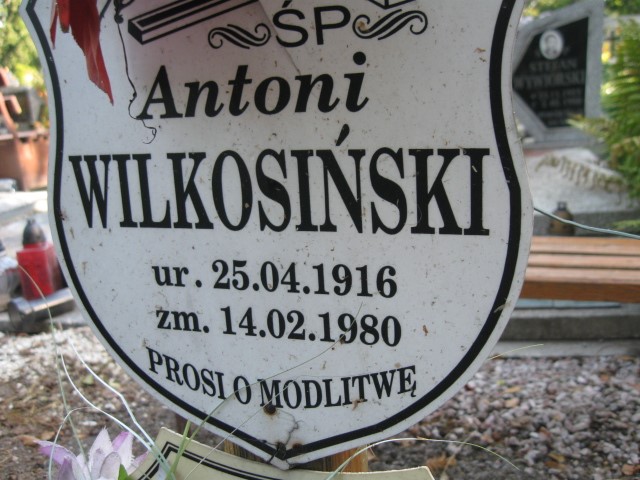 ŚP
Antoni
WILKOSIŃSKI
ur. 25.04.1916
zm. 14.02.1980
PROSI O MODLITWĘ